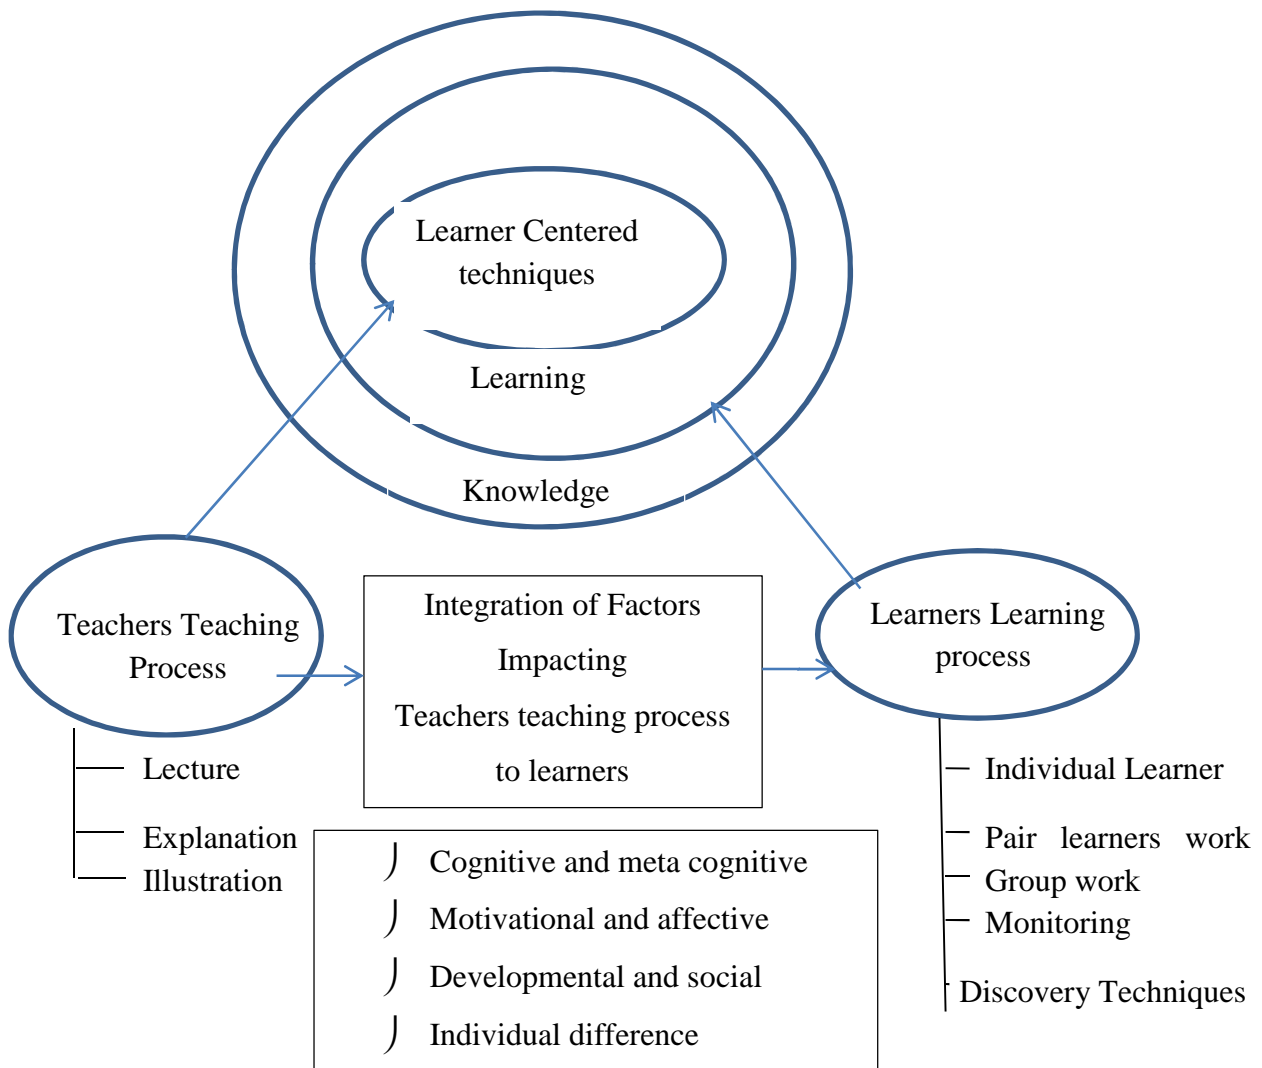 Learner Centered
techniques
Learning
Knowledge
Teachers Teaching
Process
Integration of Factors
Impacting
Teachers teaching process
to learners
Learners Learning
process
Lecture
Explanation
Illustration
Cognitive and meta cognitive
Motivational and affective
Developmental and social
Individual difference
Individual Learner
Pair learners work
Group work
Monitoring
Discovery Techniques